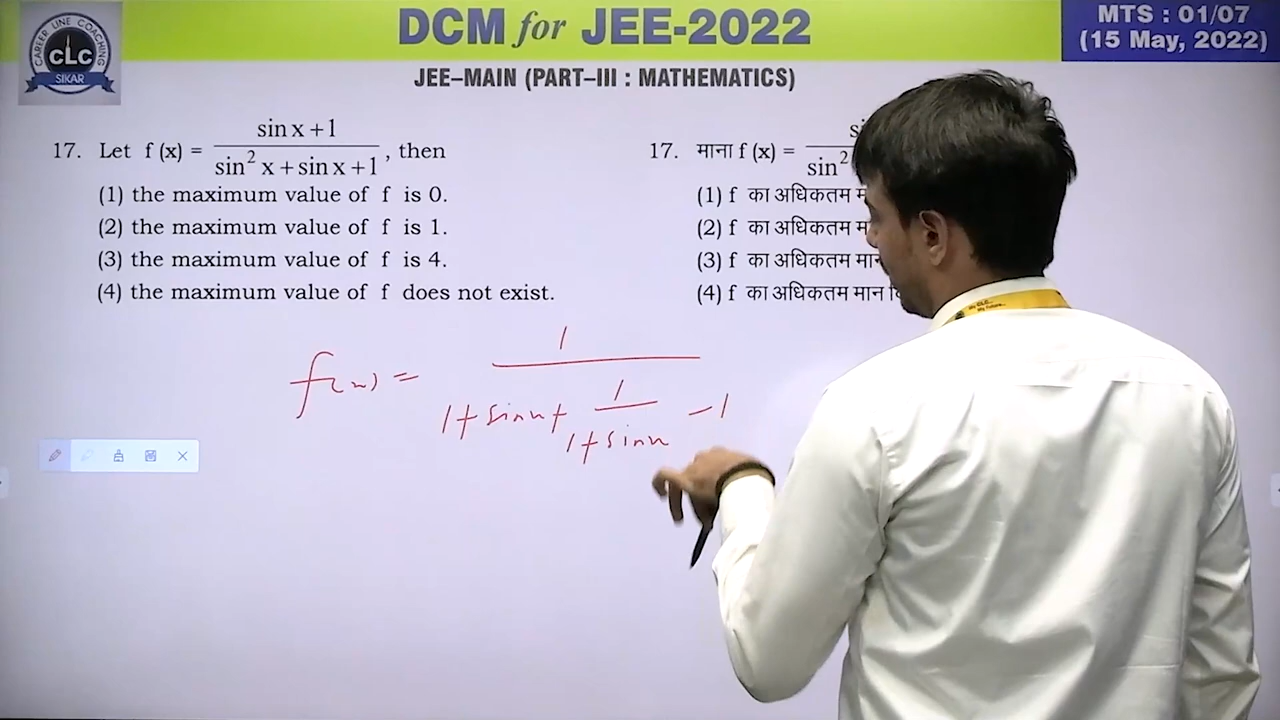 CAREER LINE COACHING
CLC
SIKAR
DCM for JEE-2022
MTS : 01/07
(15 May, 2022)
JEE–MAIN (PART–III : MATHEMATICS)
17. Let f (x) = (sin x + 1) / (sin² x + sin x + 1) , then
(1) the maximum value of f is 0.
(2) the maximum value of f is 1.
(3) the maximum value of f is 4.
(4) the maximum value of f does not exist.
17. माना f (x) =
sin²
(1) f का अधिकतम
(2) f का अधिकतम
(3) f का अधिकतम मान
(4) f का अधिकतम मान
f(x) = 1 / (1 + sin x + 1 / (1 + sin x) – 1)